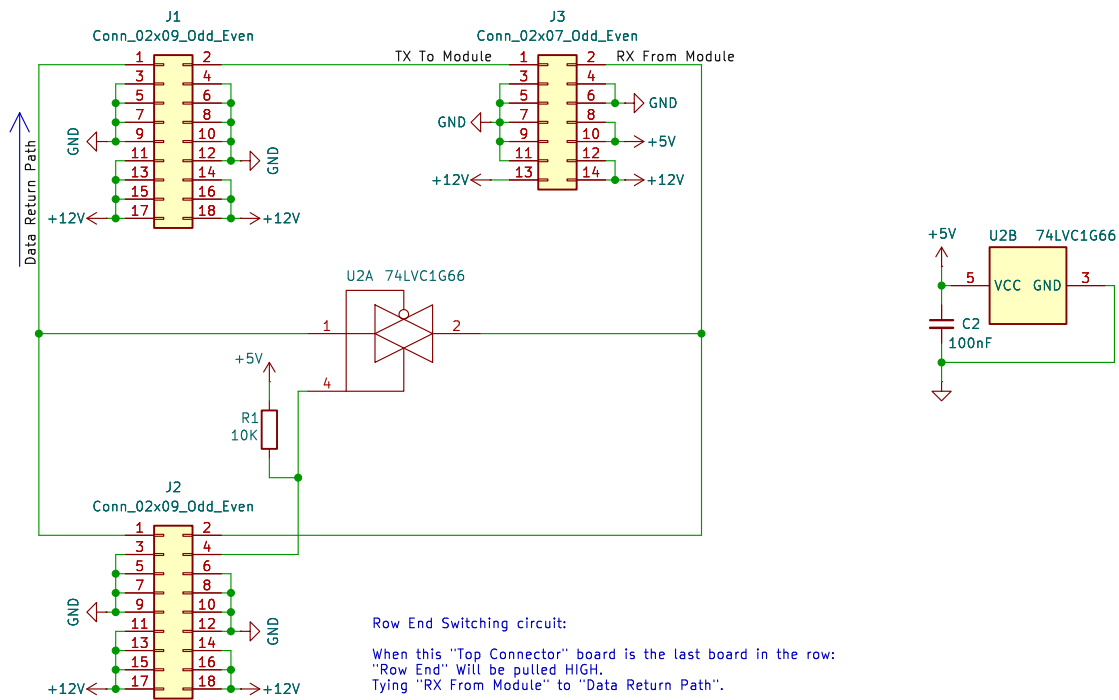 J1
Conn_02x09_Odd_Even
1 2
3 4
5 6
7 8
9 10
11 12
13 14
15 16
17 18
GND
GND
+12V
+12V
Data Return Path
J3
Conn_02x07_Odd_Even
TX To Module
RX From Module
1 2
3 4
5 6
7 8
9 10
11 12
13 14
GND
GND
+5V
+12V
+12V
U2A 74LVC1G66
1
2
4
+5V
R1
10K
+5V
U2B 74LVC1G66
5 VCC GND 3
C2
100nF
J2
Conn_02x09_Odd_Even
1 2
3 4
5 6
7 8
9 10
11 12
13 14
15 16
17 18
GND
GND
+12V
+12V
Row End Switching circuit:
When this "Top Connector" board is the last board in the row:
"Row End" Will be pulled HIGH.
Tying "RX From Module" to "Data Return Path".